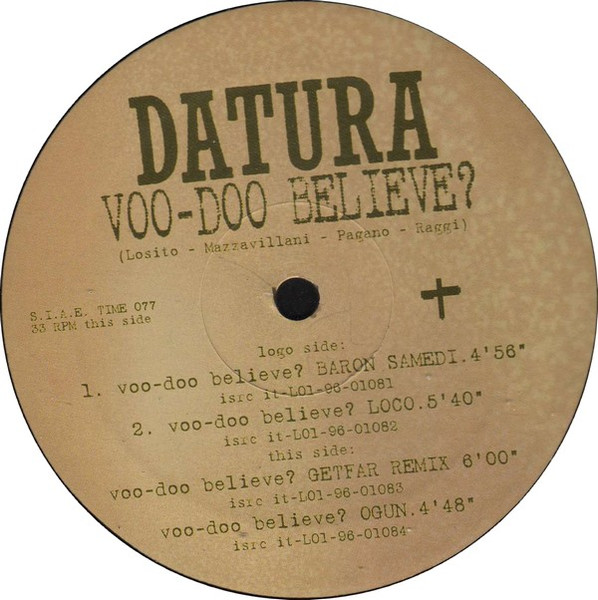 DATURA
VOO-DOO BELIEVE?
(Losito - Mazzavillani - Pagano - Raggi)
S.I.A.E. TIME 077
33 RPM this side
logo side:
1. voo-doo believe? BARON SAMEDI.4'56"
isrc it-L01-96-01081
2. voo-doo believe? LOCO.5'40"
isrc it-L01-96-01082
this side:
voo-doo believe? GETFAR REMIX 6'00"
isrc it-L01-96-01083
voo-doo believe? OGUN.4'48"
isrc it-L01-96-01084